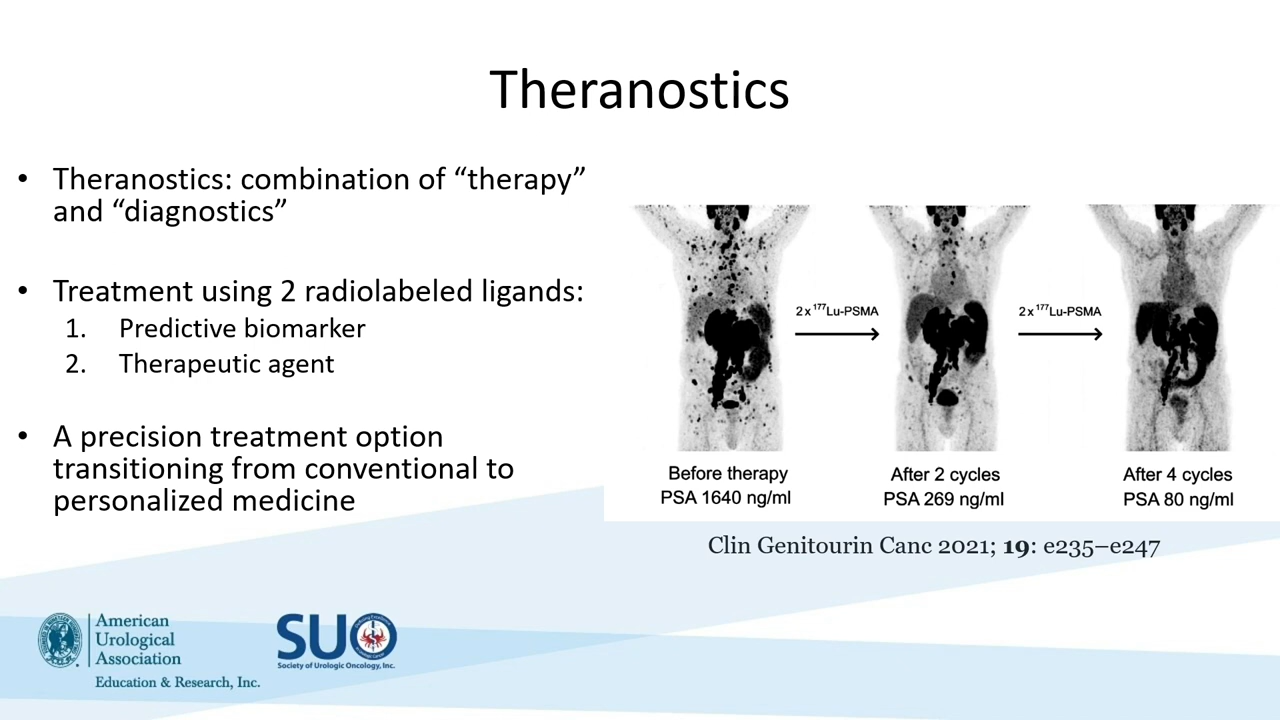 Theranostics
• Theranostics: combination of “therapy”
and “diagnostics”
• Treatment using 2 radiolabeled ligands:
1. Predictive biomarker
2. Therapeutic agent
• A precision treatment option
transitioning from conventional to
personalized medicine
2 x ¹⁷⁷Lu-PSMA
2 x ¹⁷⁷Lu-PSMA
Before therapy
PSA 1640 ng/ml
After 2 cycles
PSA 269 ng/ml
After 4 cycles
PSA 80 ng/ml
Clin Genitourin Canc 2021; 19: e235–e247
American
Urological
Association
Education & Research, Inc.
SUO
Society of Urologic Oncology, Inc.